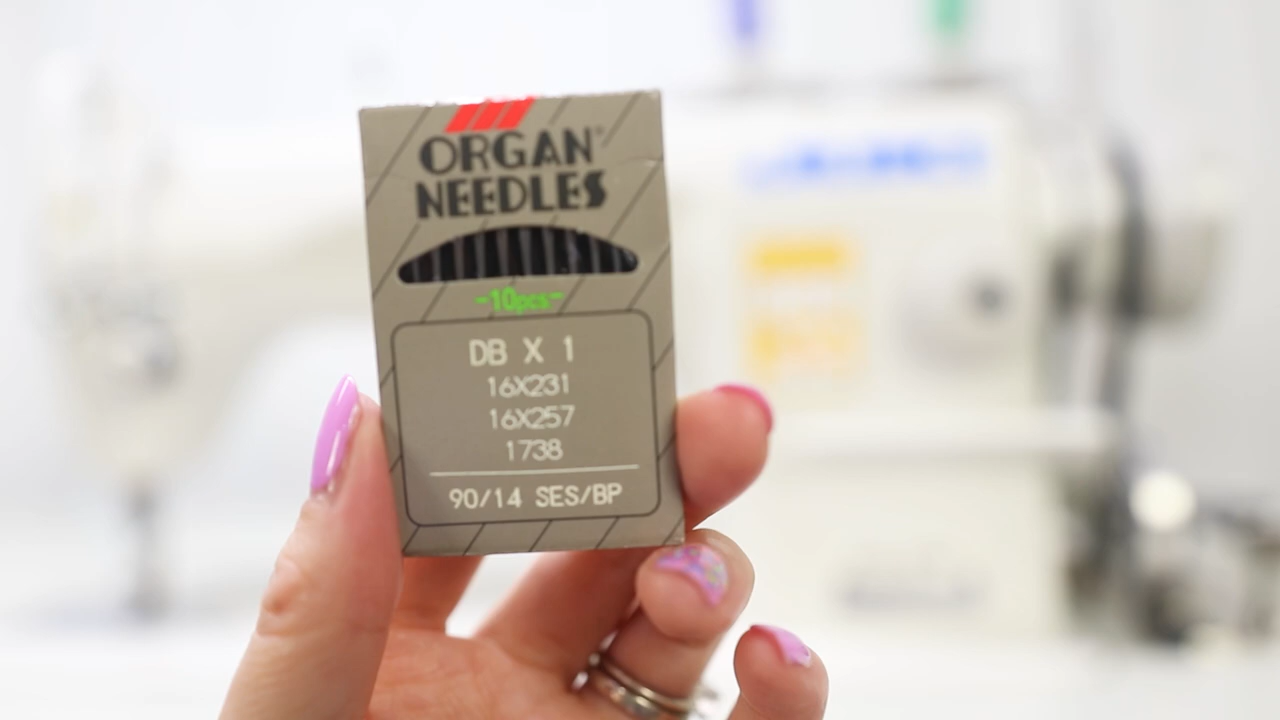 ORGAN®
NEEDLES
-10pcs-
DB X 1
16X231
16X257
1738
90/14 SES/BP